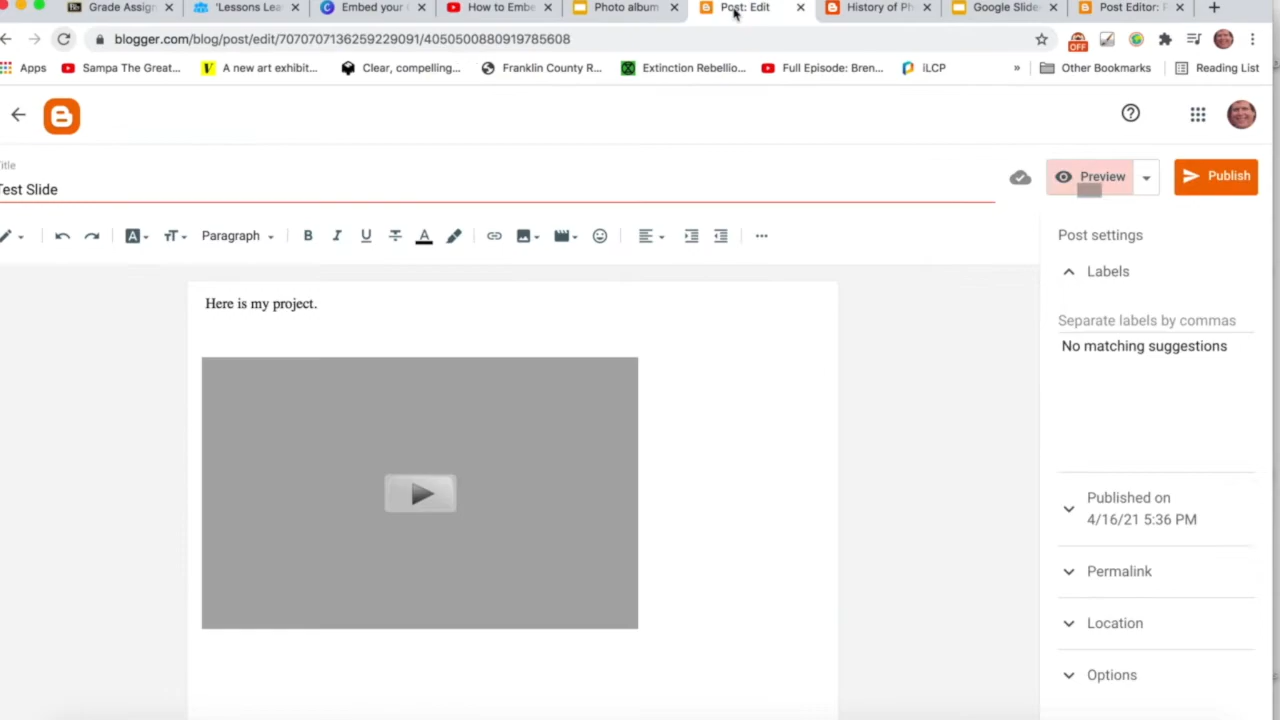 Grade Assign 'Lessons Lea Embed your How to Embe Photo album Post: Edit History of Ph Google Slide Post Editor: P
blogger.com/blog/post/edit/7070707136259229091/4050500880919785608 OFF
Apps Sampa The Great... A new art exhibit... Clear, compelling... Franklin County R... Extinction Rebellio... Full Episode: Bren... iLCP » Other Bookmarks Reading List
Title
Test Slide
Preview Publish
Paragraph B I U A
Post settings
Labels
Separate labels by commas
No matching suggestions
Here is my project.
Published on
4/16/21 5:36 PM
Permalink
Location
Options